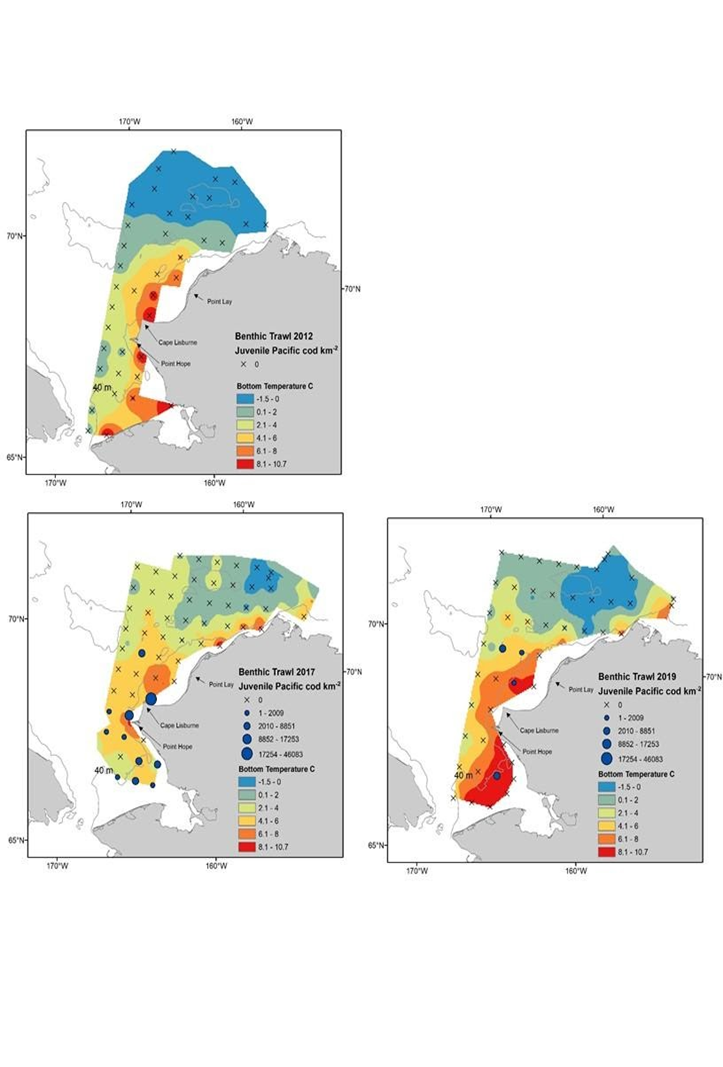 170°W 160°W
70°N
70°N
Point Lay
Cape Lisburne
Point Hope
40 m
Benthic Trawl 2012
Juvenile Pacific cod km-2
0
Bottom Temperature C
-1.5 - 0
0.1 - 2
2.1 - 4
4.1 - 6
6.1 - 8
8.1 - 10.7
65°N
170°W 160°W
170°W 160°W
70°N
70°N
Point Lay
Cape Lisburne
Point Hope
40 m
Benthic Trawl 2017
Juvenile Pacific cod km-2
0
1 - 2009
2010 - 8851
8852 - 17253
17254 - 46083
Bottom Temperature C
-1.5 - 0
0.1 - 2
2.1 - 4
4.1 - 6
6.1 - 8
8.1 - 10.7
65°N
170°W 160°W
170°W 160°W
70°N
70°N
Point Lay
Cape Lisburne
Point Hope
40 m
Benthic Trawl 2019
Juvenile Pacific cod km-2
0
1 - 2009
2010 - 8851
8852 - 17253
17254 - 46083
Bottom Temperature C
-1.5 - 0
0.1 - 2
2.1 - 4
4.1 - 6
6.1 - 8
8.1 - 10.7
65°N
170°W 160°W